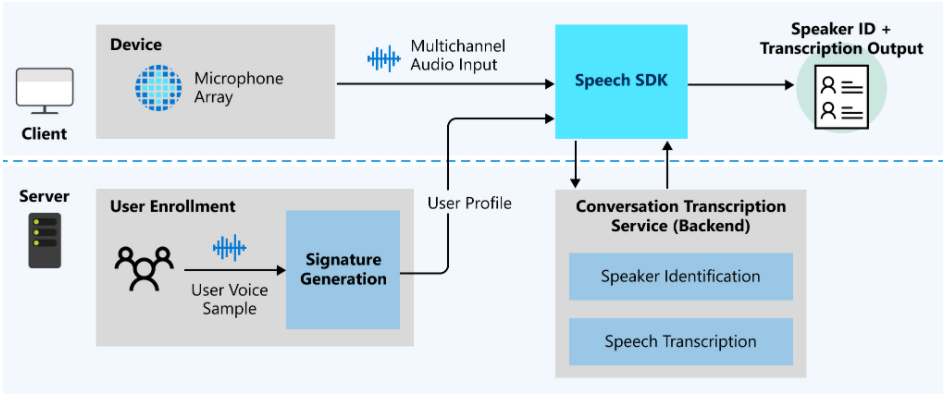 Device
Microphone
Array
Multichannel
Audio Input
Speech SDK
Speaker ID +
Transcription Output
Client
Server
User Enrollment
User Voice
Sample
Signature
Generation
User Profile
Conversation Transcription
Service (Backend)
Speaker Identification
Speech Transcription